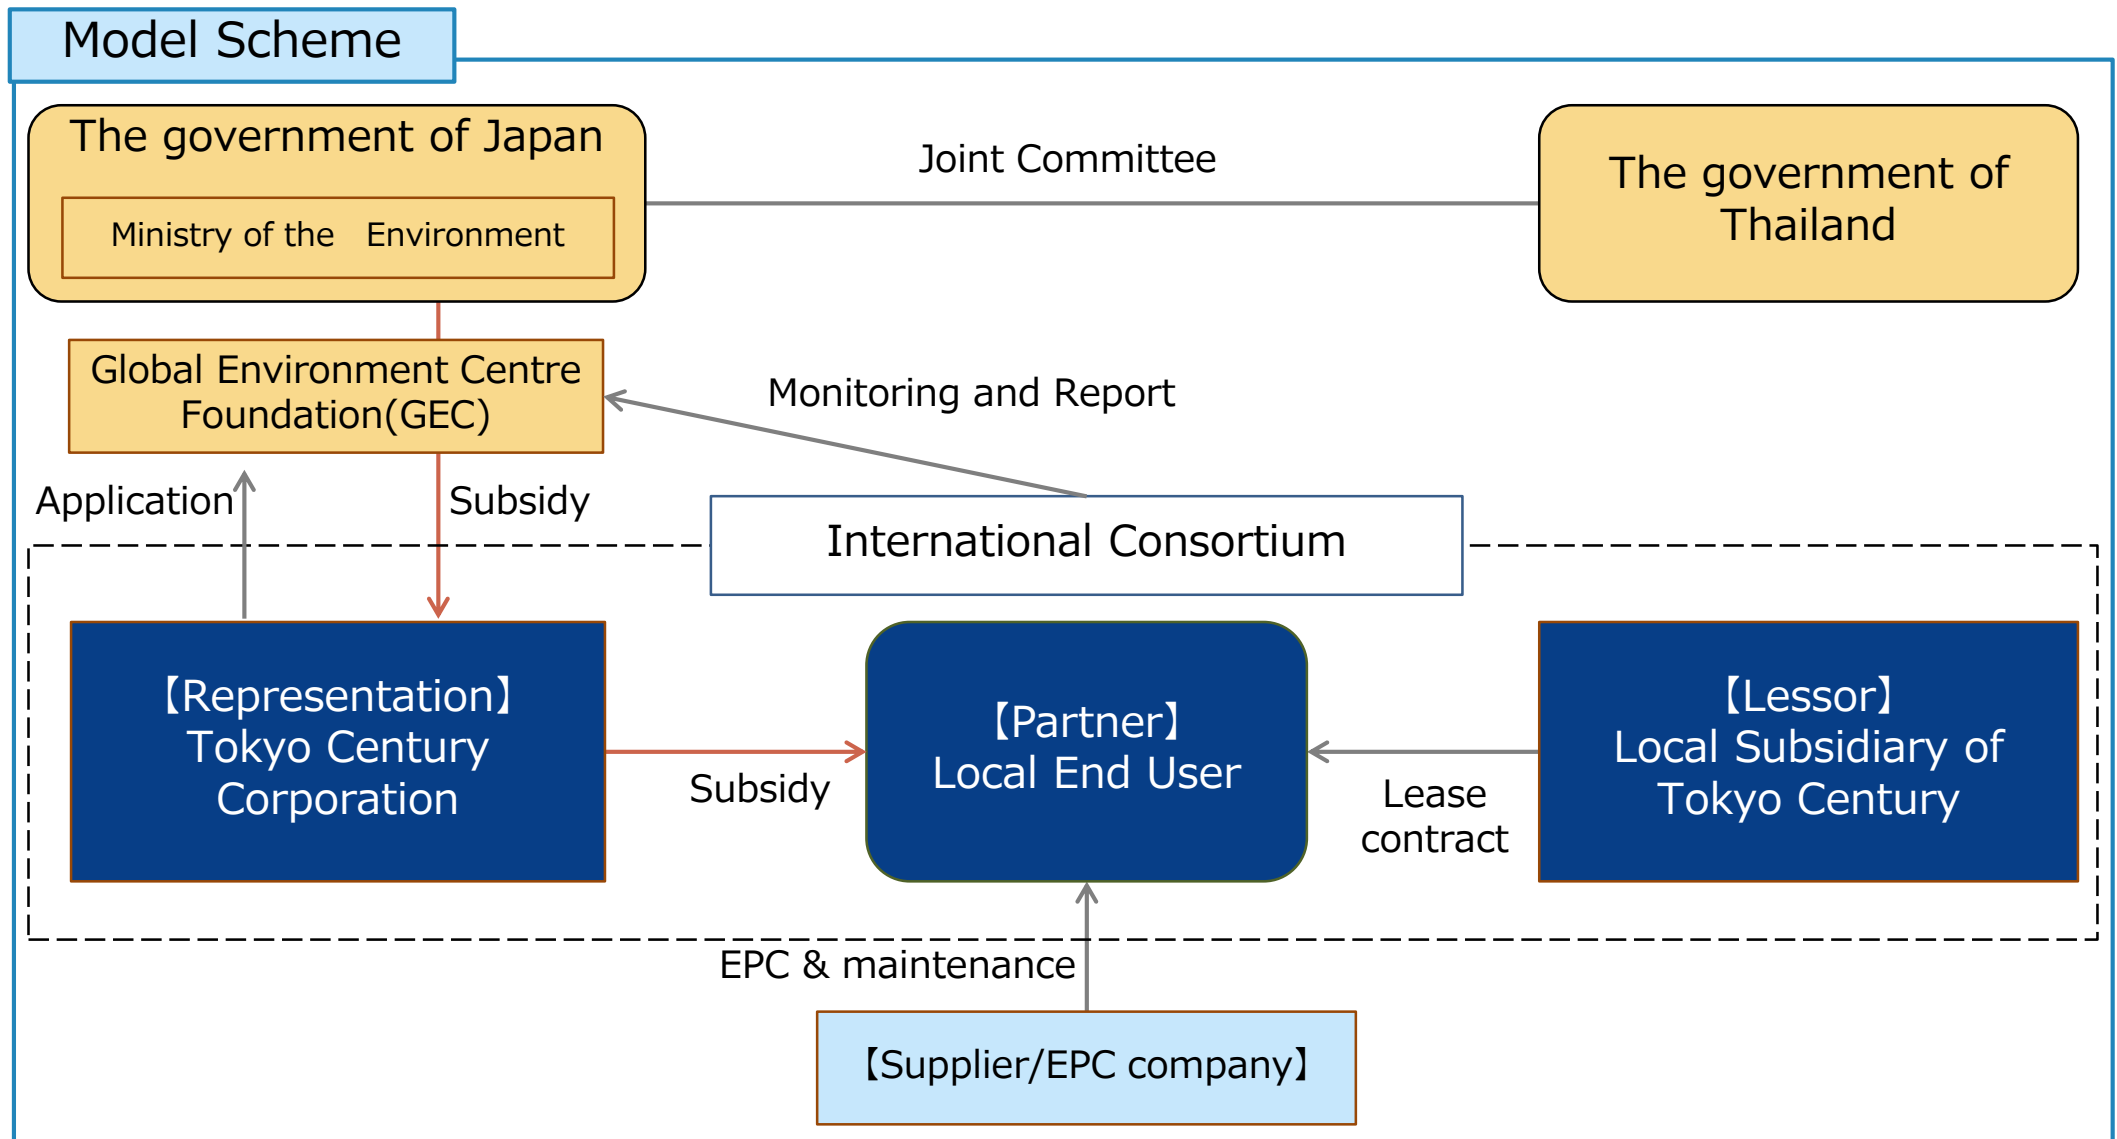 Model Scheme
The government of Japan
Ministry of the Environment
Joint Committee
The government of
Thailand
Global Environment Centre
Foundation(GEC)
Monitoring and Report
Application
Subsidy
International Consortium
【Representation】
Tokyo Century
Corporation
Subsidy
【Partner】
Local End User
Lease
contract
【Lessor】
Local Subsidiary of
Tokyo Century
EPC & maintenance
【Supplier/EPC company】